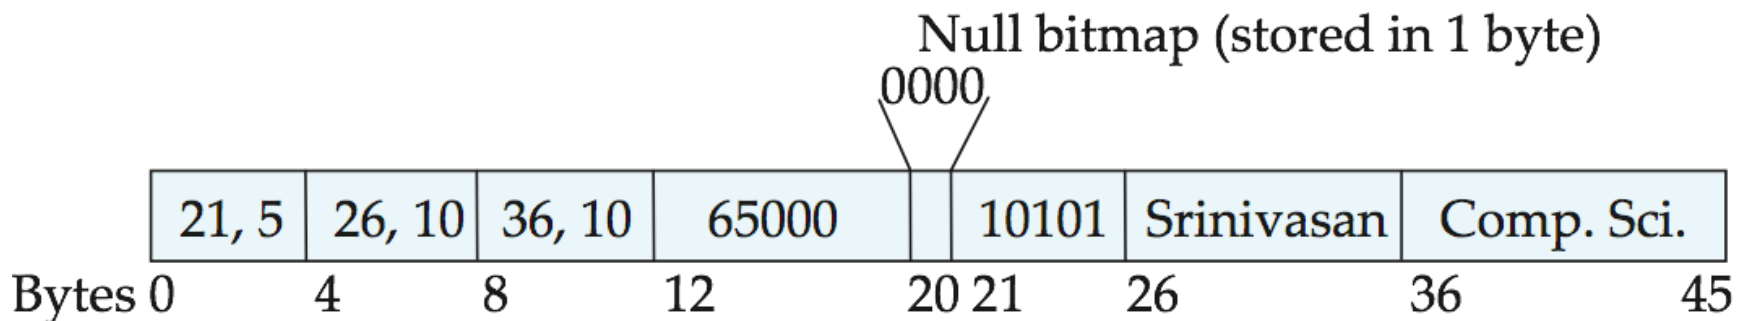 Null bitmap (stored in 1 byte)
0000
21, 5 26, 10 36, 10 65000 10101 Srinivasan Comp. Sci.
Bytes 0 4 8 12 20 21 26 36 45